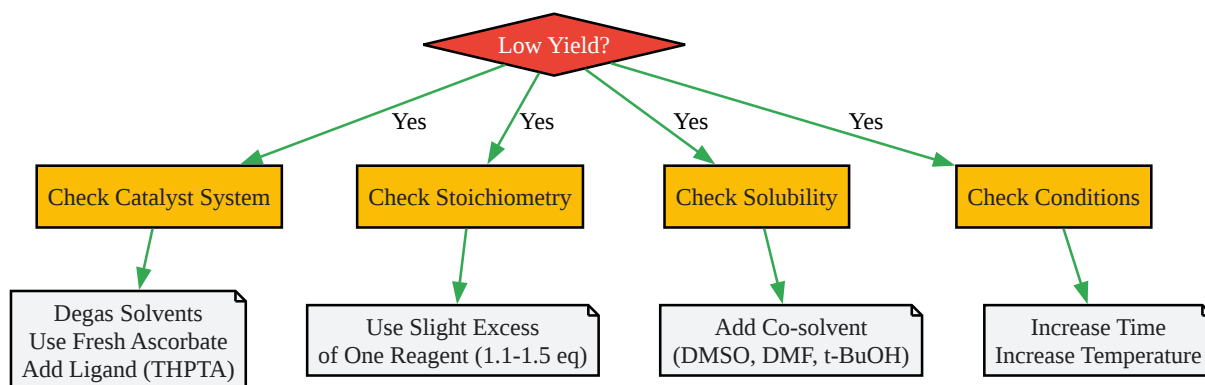 Low Yield?
Yes
Yes
Yes
Yes
Check Catalyst System
Check Stoichiometry
Check Solubility
Check Conditions
Degas Solvents
Use Fresh Ascorbate
Add Ligand (THPTA)
Use Slight Excess
of One Reagent (1.1-1.5 eq)
Add Co-solvent
(DMSO, DMF, t-BuOH)
Increase Time
Increase Temperature